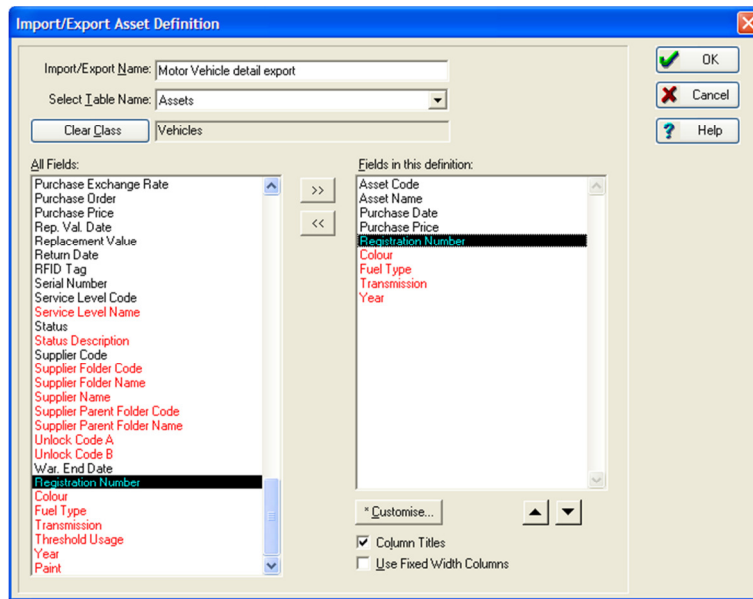 Import/Export Asset Definition
Import/Export Name: Motor Vehicle detail export
OK
Select Table Name: Assets
Cancel
Clear Class
Vehicles
Help
All Fields:
Purchase Exchange Rate
Purchase Order
Purchase Price
Rep. Val. Date
Replacement Value
Return Date
RFID Tag
Serial Number
Service Level Code
Service Level Name
Status
Status Description
Supplier Code
Supplier Folder Code
Supplier Folder Name
Supplier Name
Supplier Parent Folder Code
Supplier Parent Folder Name
Unlock Code A
Unlock Code B
War. End Date
Registration Number
Colour
Fuel Type
Transmission
Threshold Usage
Year
Paint
>>
<<
Fields in this definition:
Asset Code
Asset Name
Purchase Date
Purchase Price
Registration Number
Colour
Fuel Type
Transmission
Year
* Customise...
Column Titles
Use Fixed Width Columns